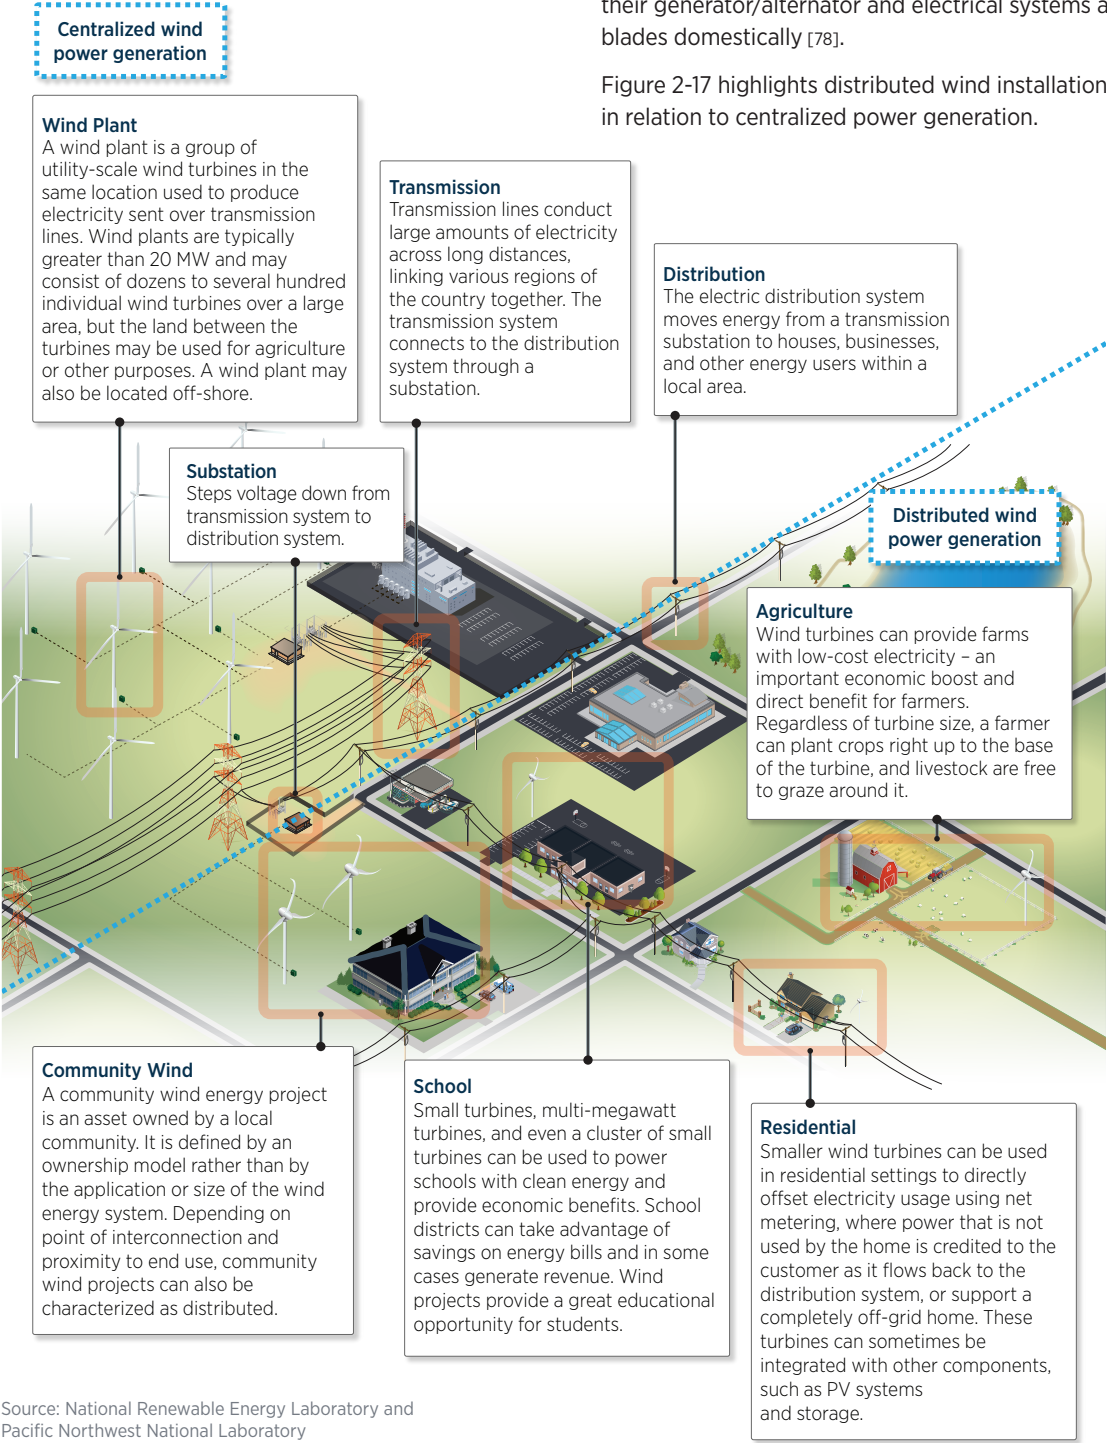 their generator/alternator and electrical systems a
blades domestically [78].
Figure 2-17 highlights distributed wind installation
in relation to centralized power generation.
Centralized wind
power generation
Wind Plant
A wind plant is a group of
utility-scale wind turbines in the
same location used to produce
electricity sent over transmission
lines. Wind plants are typically
greater than 20 MW and may
consist of dozens to several hundred
individual wind turbines over a large
area, but the land between the
turbines may be used for agriculture
or other purposes. A wind plant may
also be located off-shore.
Transmission
Transmission lines conduct
large amounts of electricity
across long distances,
linking various regions of
the country together. The
transmission system
connects to the distribution
system through a
substation.
Distribution
The electric distribution system
moves energy from a transmission
substation to houses, businesses,
and other energy users within a
local area.
Substation
Steps voltage down from
transmission system to
distribution system.
Distributed wind
power generation
Agriculture
Wind turbines can provide farms
with low-cost electricity – an
important economic boost and
direct benefit for farmers.
Regardless of turbine size, a farmer
can plant crops right up to the base
of the turbine, and livestock are free
to graze around it.
Community Wind
A community wind energy project
is an asset owned by a local
community. It is defined by an
ownership model rather than by
the application or size of the wind
energy system. Depending on
point of interconnection and
proximity to end use, community
wind projects can also be
characterized as distributed.
School
Small turbines, multi-megawatt
turbines, and even a cluster of small
turbines can be used to power
schools with clean energy and
provide economic benefits. School
districts can take advantage of
savings on energy bills and in some
cases generate revenue. Wind
projects provide a great educational
opportunity for students.
Residential
Smaller wind turbines can be used
in residential settings to directly
offset electricity usage using net
metering, where power that is not
used by the home is credited to the
customer as it flows back to the
distribution system, or support a
completely off-grid home. These
turbines can sometimes be
integrated with other components,
such as PV systems
and storage.
Source: National Renewable Energy Laboratory and
Pacific Northwest National Laboratory